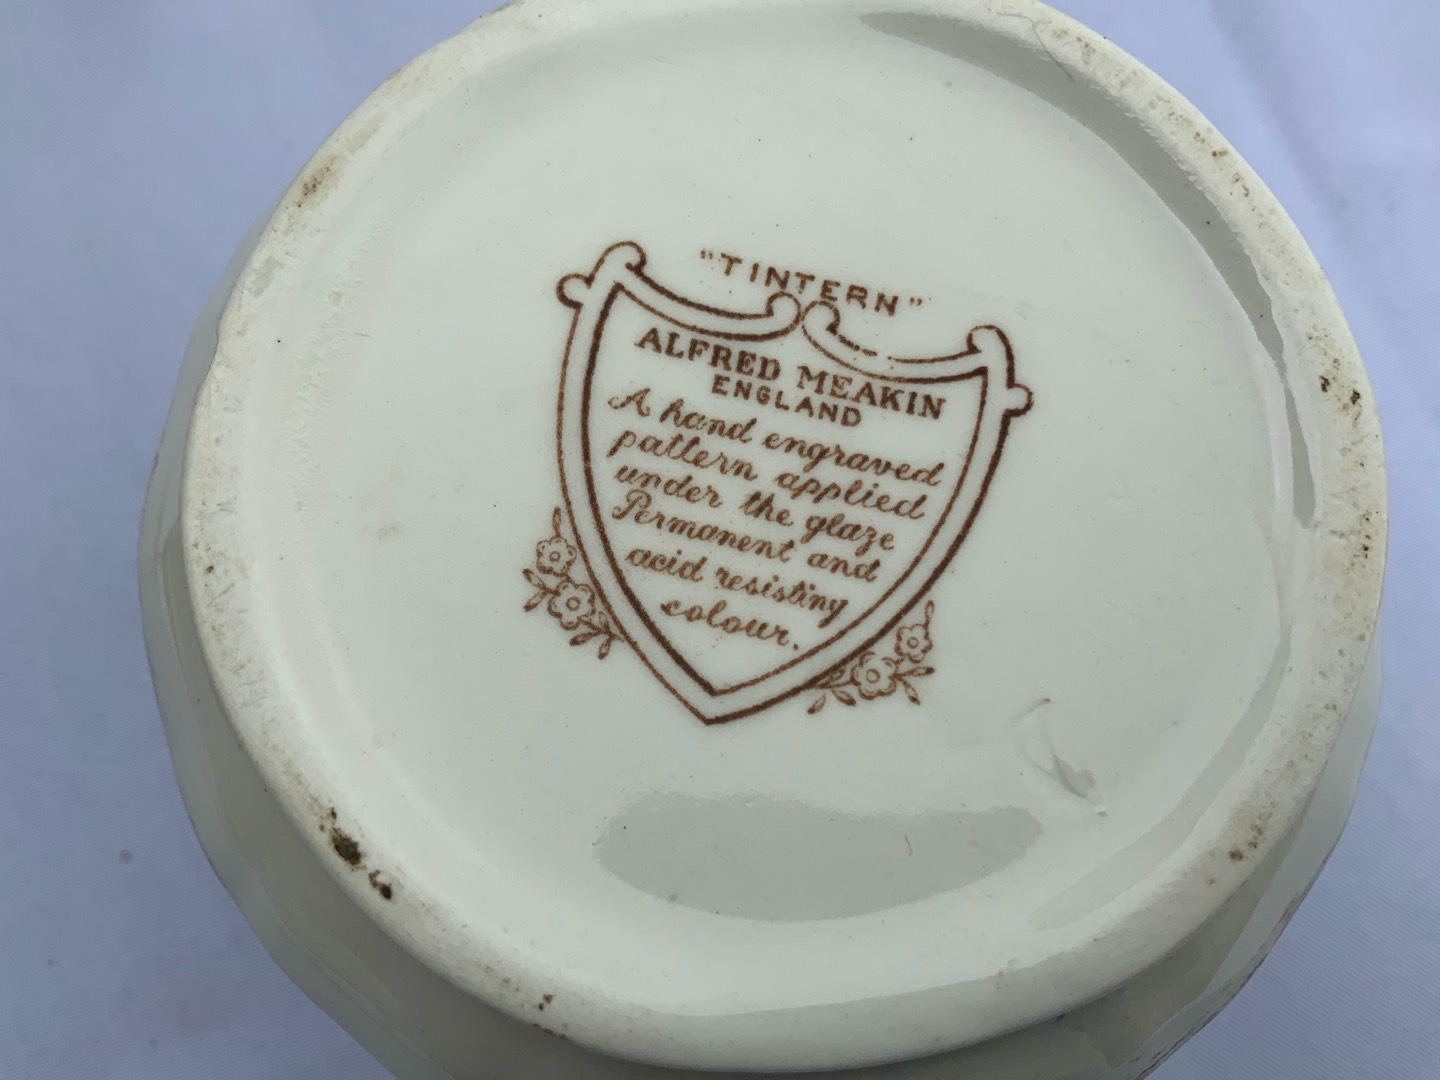 "TINTERN"
ALFRED MEAKIN
ENGLAND
A hand engraved
pattern applied
under the glaze
Permanent and
acid resisting
colour.